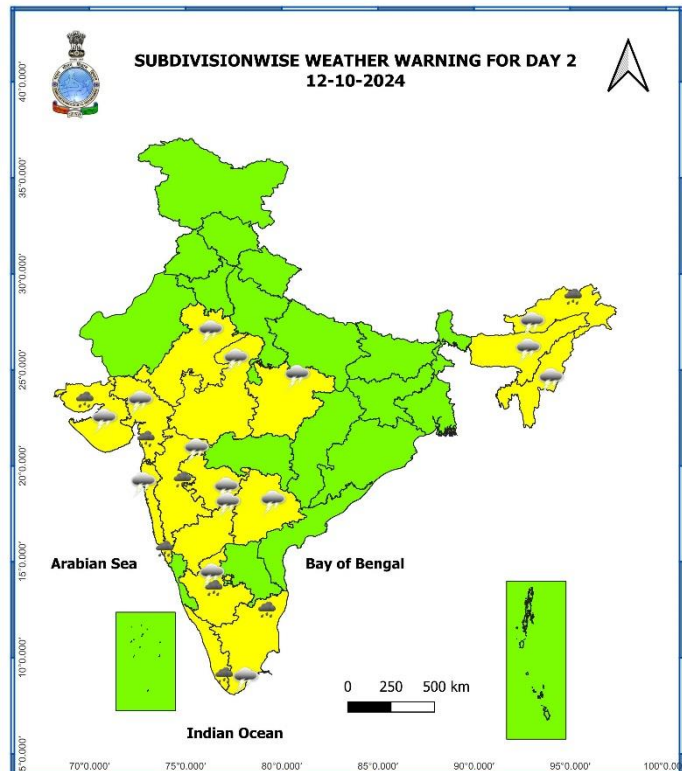 SUBDIVISIONWISE WEATHER WARNING FOR DAY 2
12-10-2024
40°0.000'
35°0.000'
30°0.000'
25°0.000'
20°0.000'
15°0.000'
10°0.000'
5°0.000'
Arabian Sea
Bay of Bengal
0 250 500 km
Indian Ocean
70°0.000' 75°0.000' 80°0.000' 85°0.000' 90°0.000' 95°0.000' 100°0.00